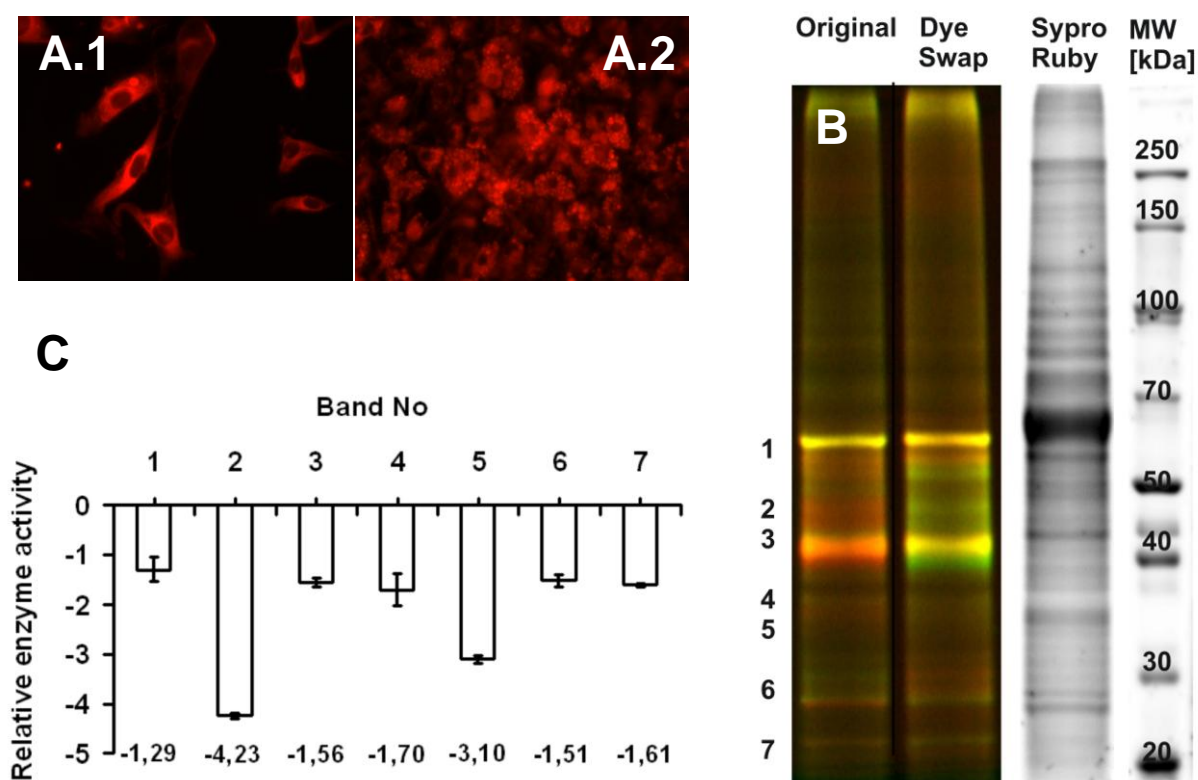 A.1
A.2
Original
Dye
Swap
Sypro
Ruby
MW
[kDa]
B
250
150
100
70
50
40
30
20
1
2
3
4
5
6
7
C
Band No
1 2 3 4 5 6 7
Relative enzyme activity
0
-1
-2
-3
-4
-5
-1,29 -4,23 -1,56 -1,70 -3,10 -1,51 -1,61